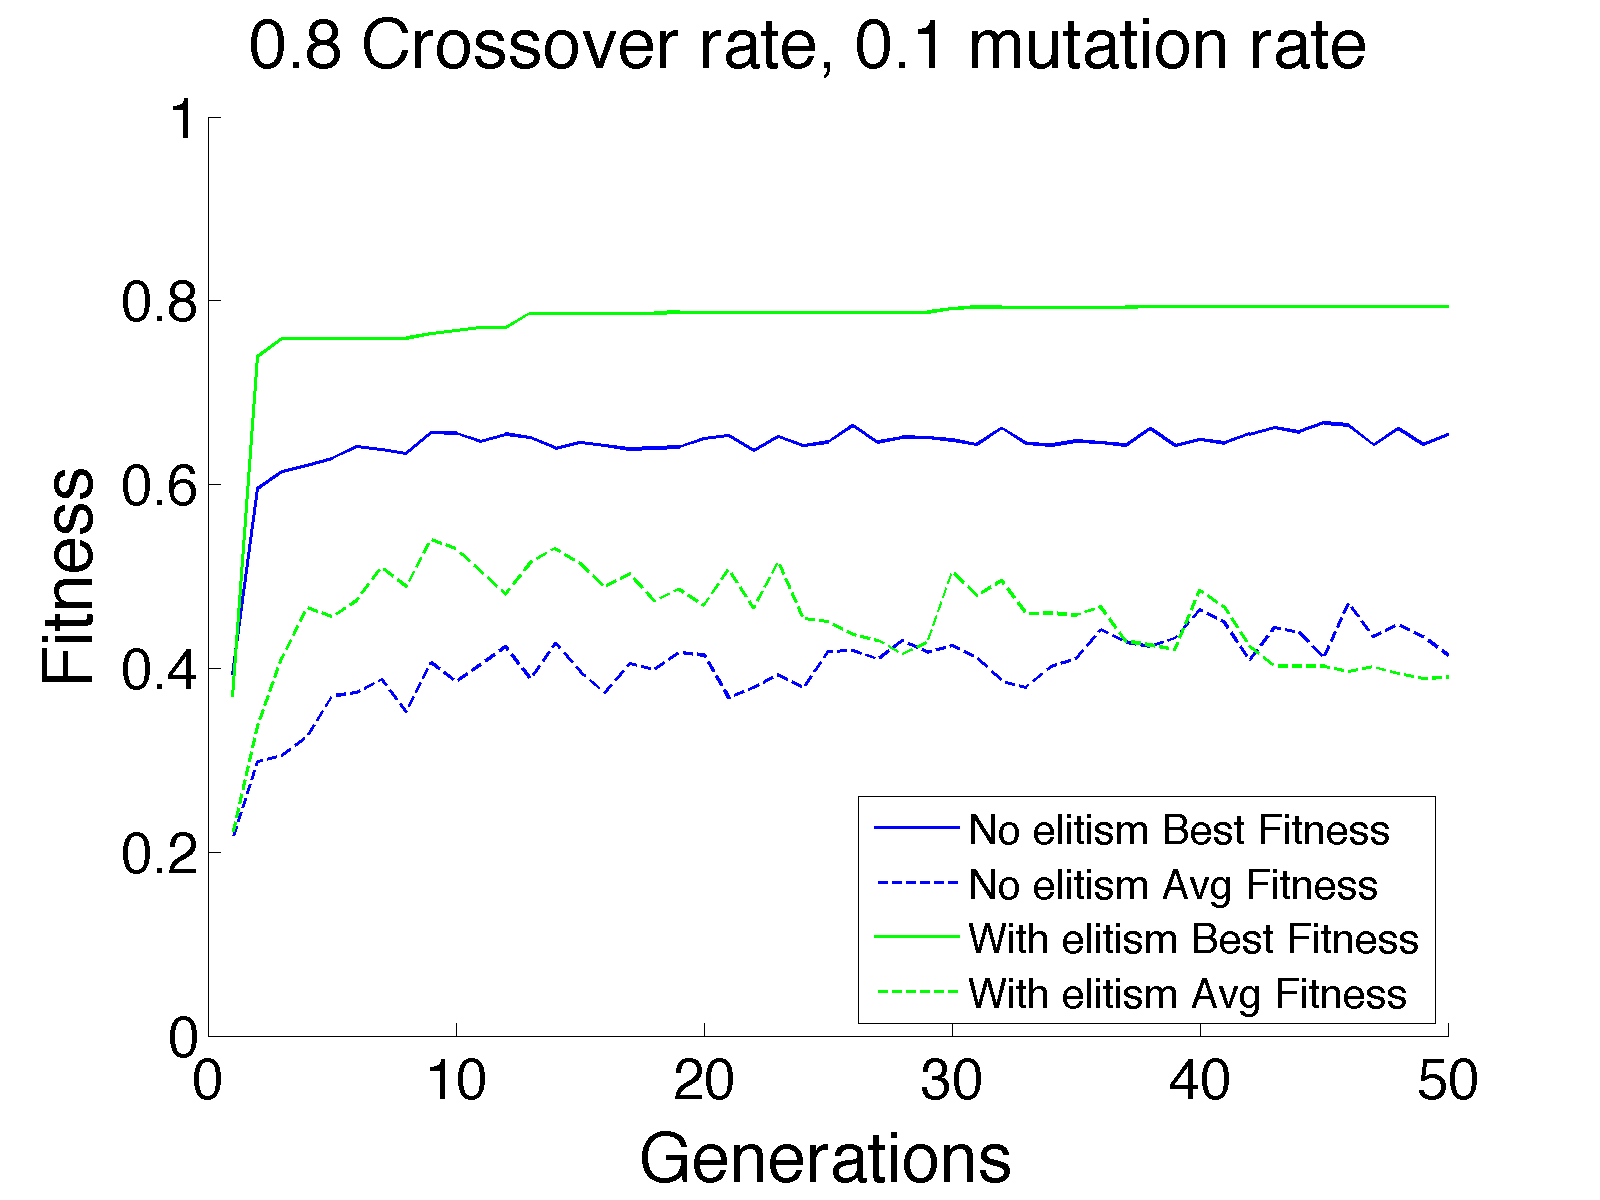 0.8 Crossover rate, 0.1 mutation rate
1
0.8
0.6
0.4
0.2
0
Fitness
No elitism Best Fitness
No elitism Avg Fitness
With elitism Best Fitness
With elitism Avg Fitness
0 10 20 30 40 50
Generations